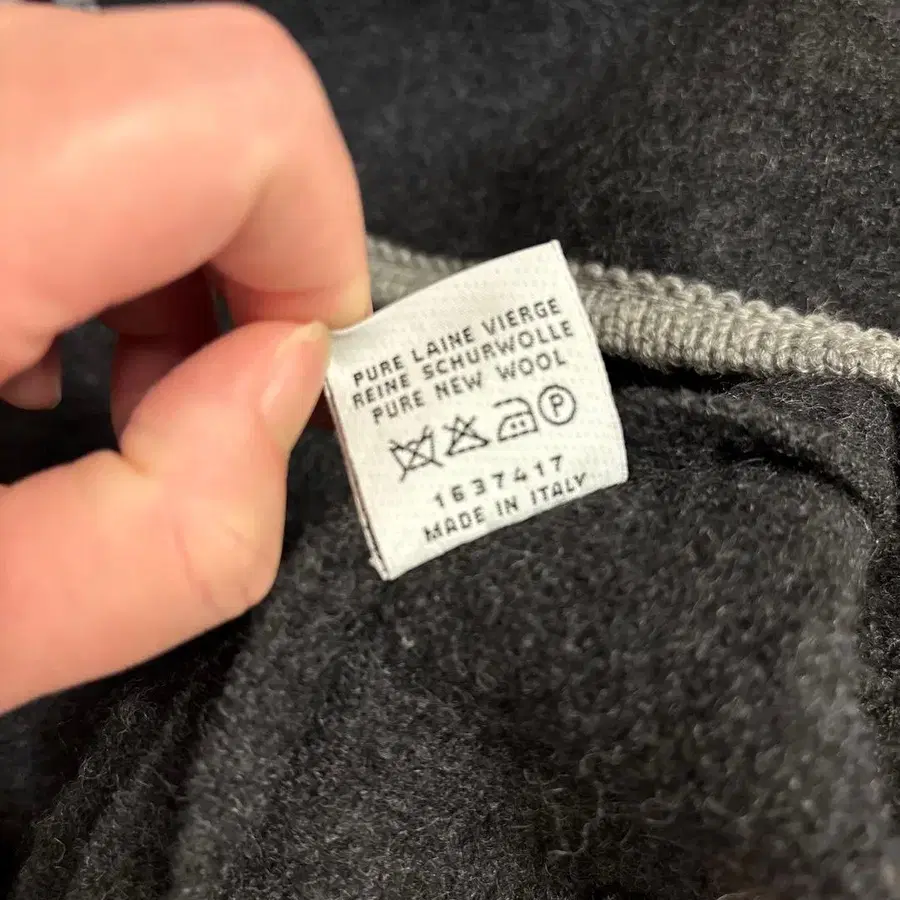 PURE LAINE VIERGE
REINE SCHURWOLLE
PURE NEW WOOL
P
1637417
MADE IN ITALY